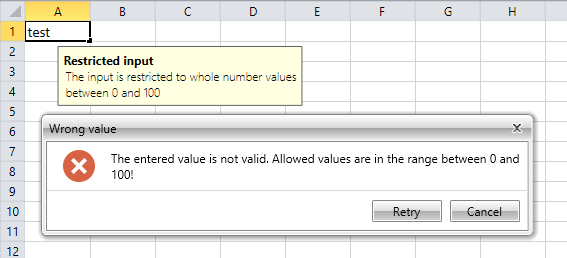 A B C D E F G H
1 test
2
Restricted input
3 The input is restricted to whole number values
4 between 0 and 100
5
6 Wrong value X
7 The entered value is not valid. Allowed values are in the range between 0 and
8 100!
9
10 Retry Cancel
11
12